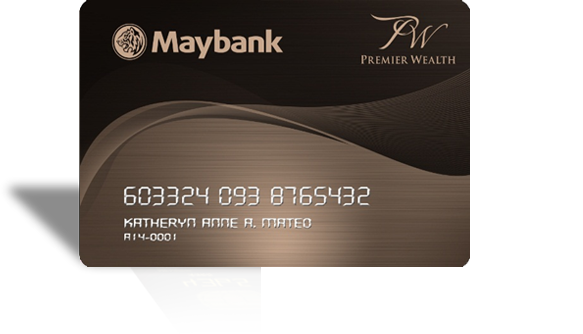 Maybank
PW
PREMIER WEALTH
603324 093 8765432
KATHERYN ANNE A. MATEO
A14-0001